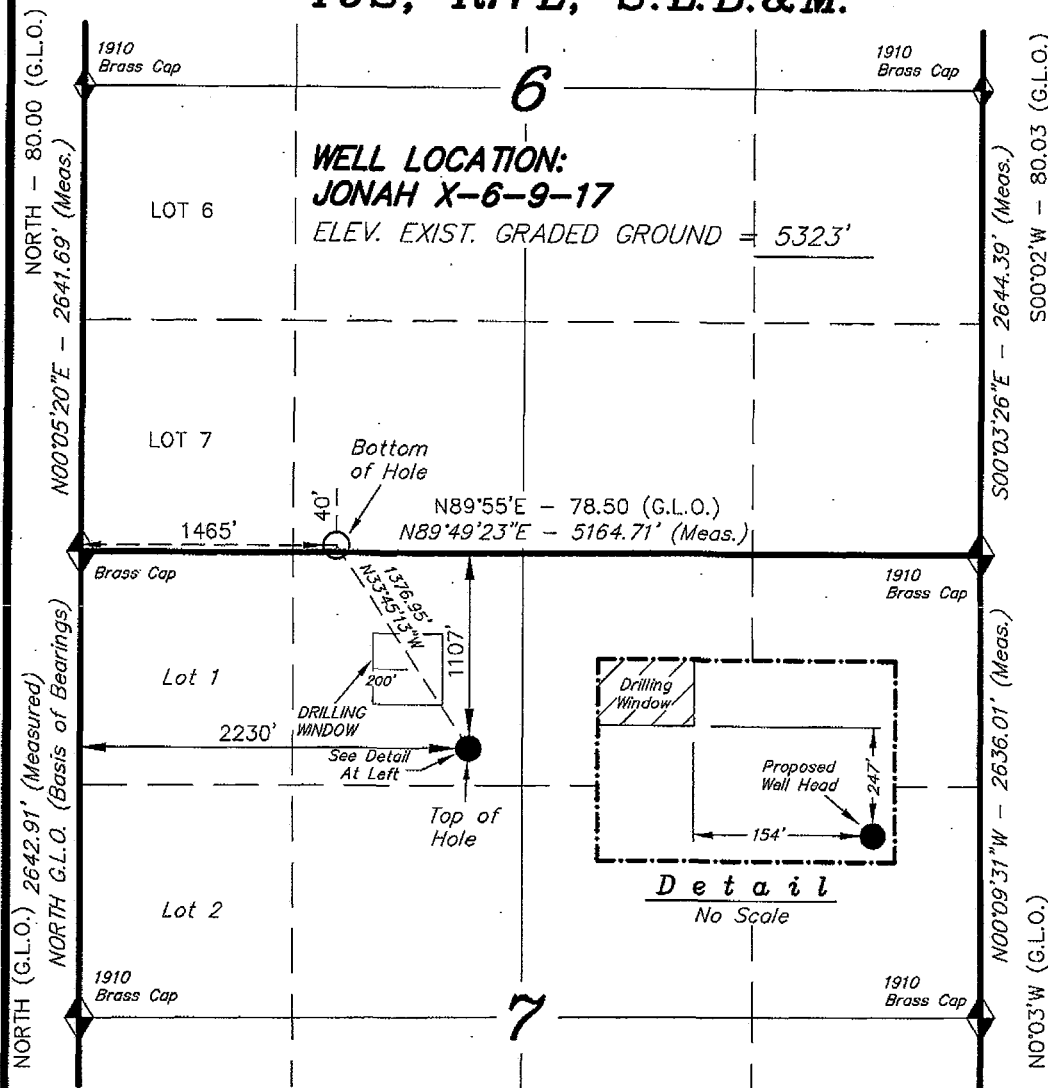 1910
Brass Cap
1910
Brass Cap
6
NORTH - 80.00 (G.L.O.)
N00°05'20"E - 2641.69' (Meas.)
WELL LOCATION:
JONAH X-6-9-17
ELEV. EXIST. GRADED GROUND = 5323'
LOT 6
S00°02'W - 80.03 (G.L.O.)
S00°03'26"E - 2644.39' (Meas.)
LOT 7
Bottom
of Hole
40'
N89°55'E - 78.50 (G.L.O.)
N89°49'23"E - 5164.71' (Meas.)
1465'
Brass Cap
1910
Brass Cap
1376.95'
N33°45'13"W
1107'
Lot 1
200'
DRILLING
WINDOW
2230'
See Detail
At Left
Top of
Hole
Drilling
Window
Proposed
Well Head
247'
154'
Detail
No Scale
NORTH (G.L.O.) 2642.91' (Measured)
NORTH G.L.O. (Basis of Bearings)
N00°09'31"W - 2636.01' (Meas.)
N0°03'W (G.L.O.)
Lot 2
1910
Brass Cap
1910
Brass Cap
7